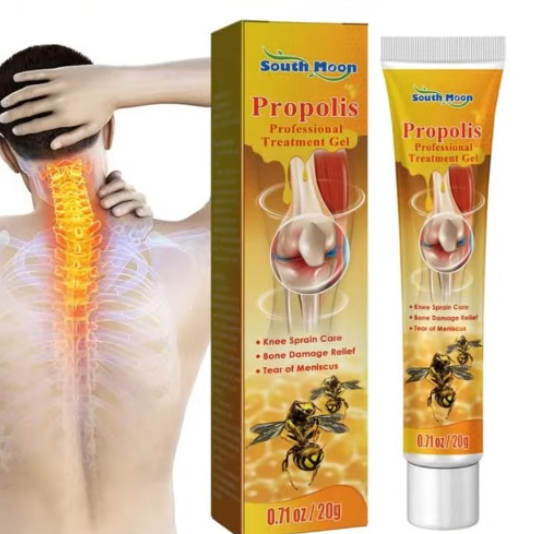 South Moon
Propolis
Professional
Treatment Gel
• Knee Sprain Care
• Bone Damage Relief
• Tear of Meniscus
0.71 oz / 20g
South Moon
Propolis
Professional
Treatment Gel
• Knee Sprain Care
• Bone Damage Relief
• Tear of Meniscus
0.71 oz / 20g